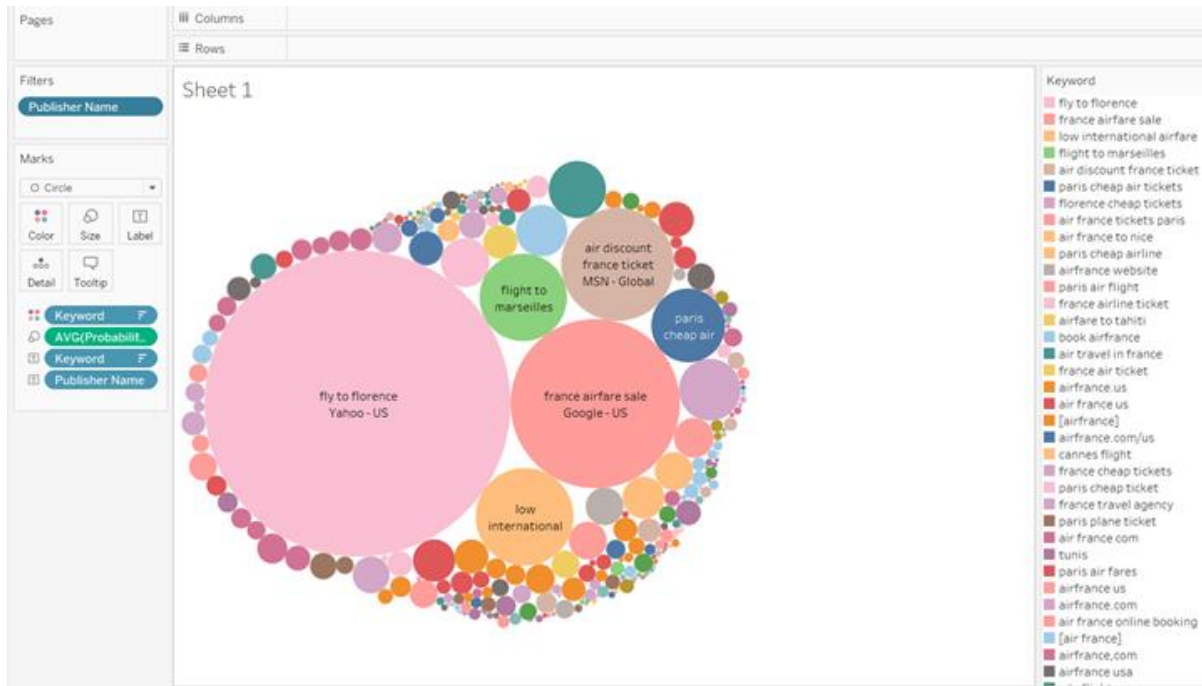 Pages
Columns
Rows
Filters
Publisher Name
Marks
Circle
Color
Size
Label
Detail
Tooltip
Keyword
AVG(Probabilit..
Keyword
Publisher Name
Sheet 1
air discount
france ticket
MSN - Global
flight to
marseilles
paris
cheap air
fly to florence
Yahoo - US
france airfare sale
Google - US
low
international
Keyword
fly to florence
france airfare sale
low international airfare
flight to marseilles
air discount france ticket
paris cheap air tickets
florence cheap tickets
air france tickets paris
air france to nice
paris cheap airline
airfrance website
paris air flight
france airline ticket
airfare to tahiti
book airfrance
air travel in france
france air ticket
airfrance.us
air france us
[airfrance]
airfrance.com/us
cannes flight
france cheap tickets
paris cheap ticket
france travel agency
paris plane ticket
air france com
tunis
paris air fares
airfrance us
airfrance.com
air france online booking
[air france]
airfrance,com
airfrance usa